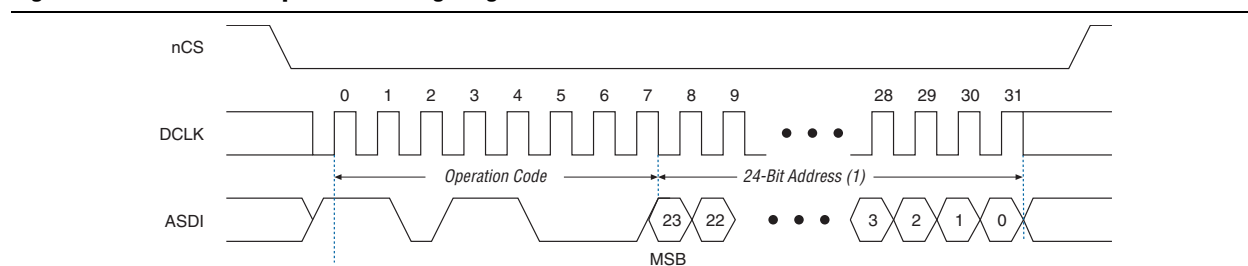 nCS
0 1 2 3 4 5 6 7 8 9 28 29 30 31
DCLK
Operation Code 24-Bit Address (1)
ASDI
23 22 3 2 1 0
MSB